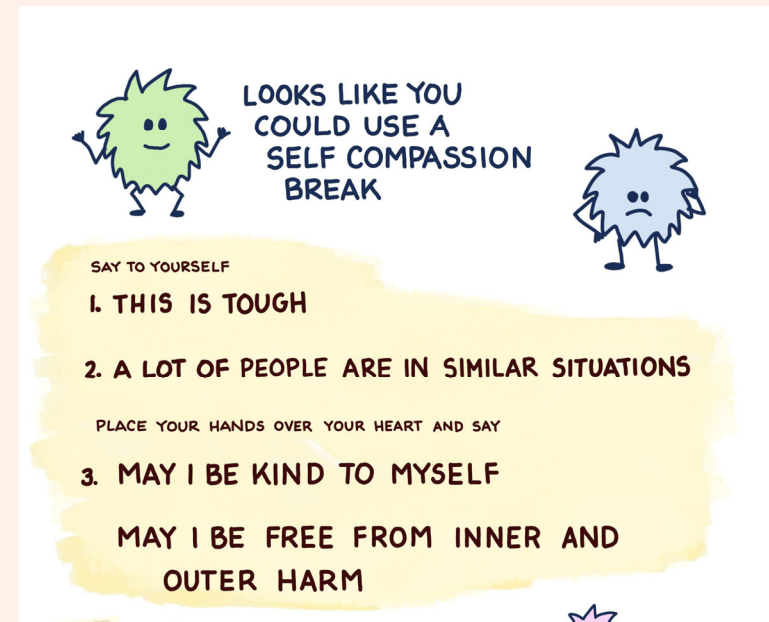 LOOKS LIKE YOU
COULD USE A
SELF COMPASSION
BREAK
SAY TO YOURSELF
1. THIS IS TOUGH
2. A LOT OF PEOPLE ARE IN SIMILAR SITUATIONS
PLACE YOUR HANDS OVER YOUR HEART AND SAY
3. MAY I BE KIND TO MYSELF
MAY I BE FREE FROM INNER AND
OUTER HARM